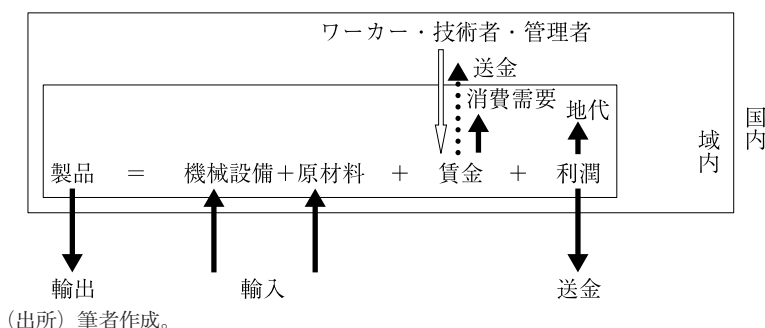 ワーカー・技術者・管理者
送金
消費需要
地代
国内
域内
製品 = 機械設備+原材料 + 賃金 + 利潤
輸出 輸入 送金
(出所)筆者作成。